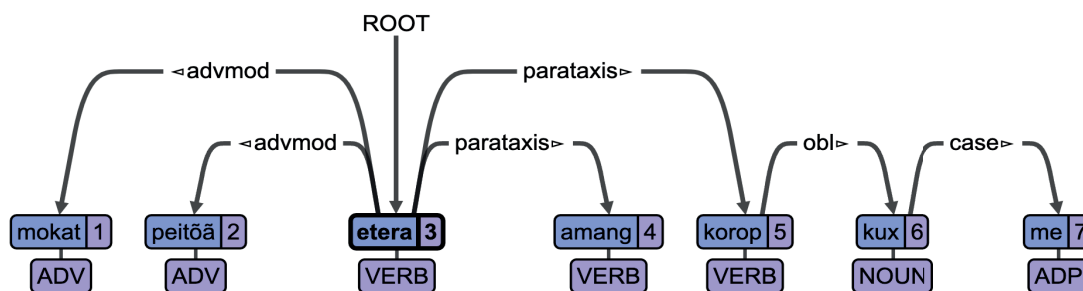 ROOT
◅advmod parataxis▻
◅advmod parataxis▻ obl▻ case▻
mokat 1 peitõã 2 etera 3 amang 4 korop 5 kux 6 me 7
ADV ADV VERB VERB VERB NOUN ADP